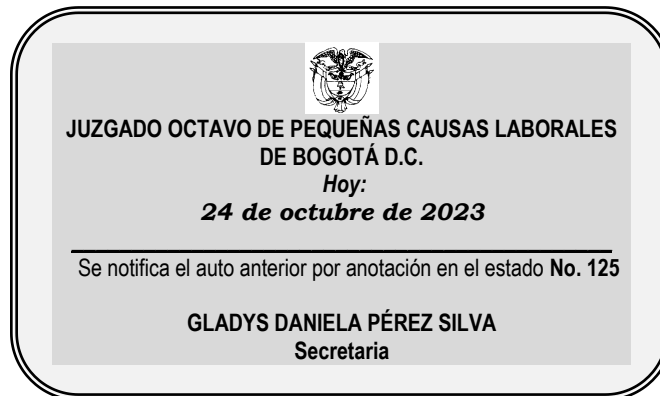 JUZGADO OCTAVO DE PEQUEÑAS CAUSAS LABORALES
DE BOGOTÁ D.C.
Hoy:
24 de octubre de 2023
Se notifica el auto anterior por anotación en el estado No. 125
GLADYS DANIELA PÉREZ SILVA
Secretaria